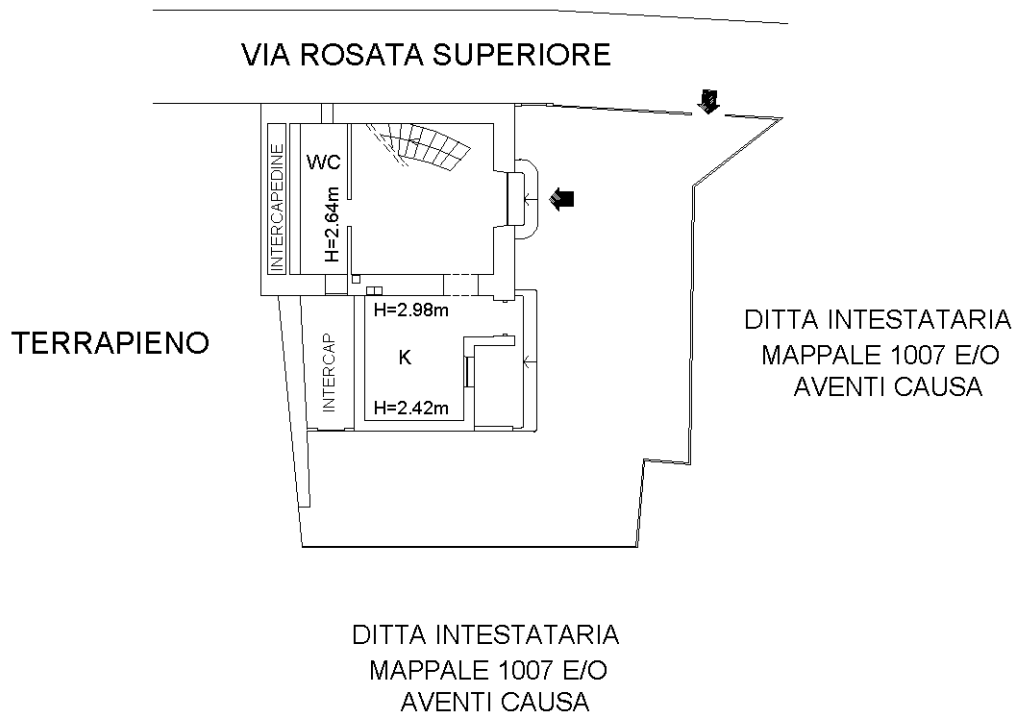 VIA ROSATA SUPERIORE
INTERCAPEDINE
WC
H=2.64m
H=2.98m
TERRAPIENO
INTERCAP
K
H=2.42m
DITTA INTESTATARIA
MAPPALE 1007 E/O
AVENTI CAUSA
DITTA INTESTATARIA
MAPPALE 1007 E/O
AVENTI CAUSA